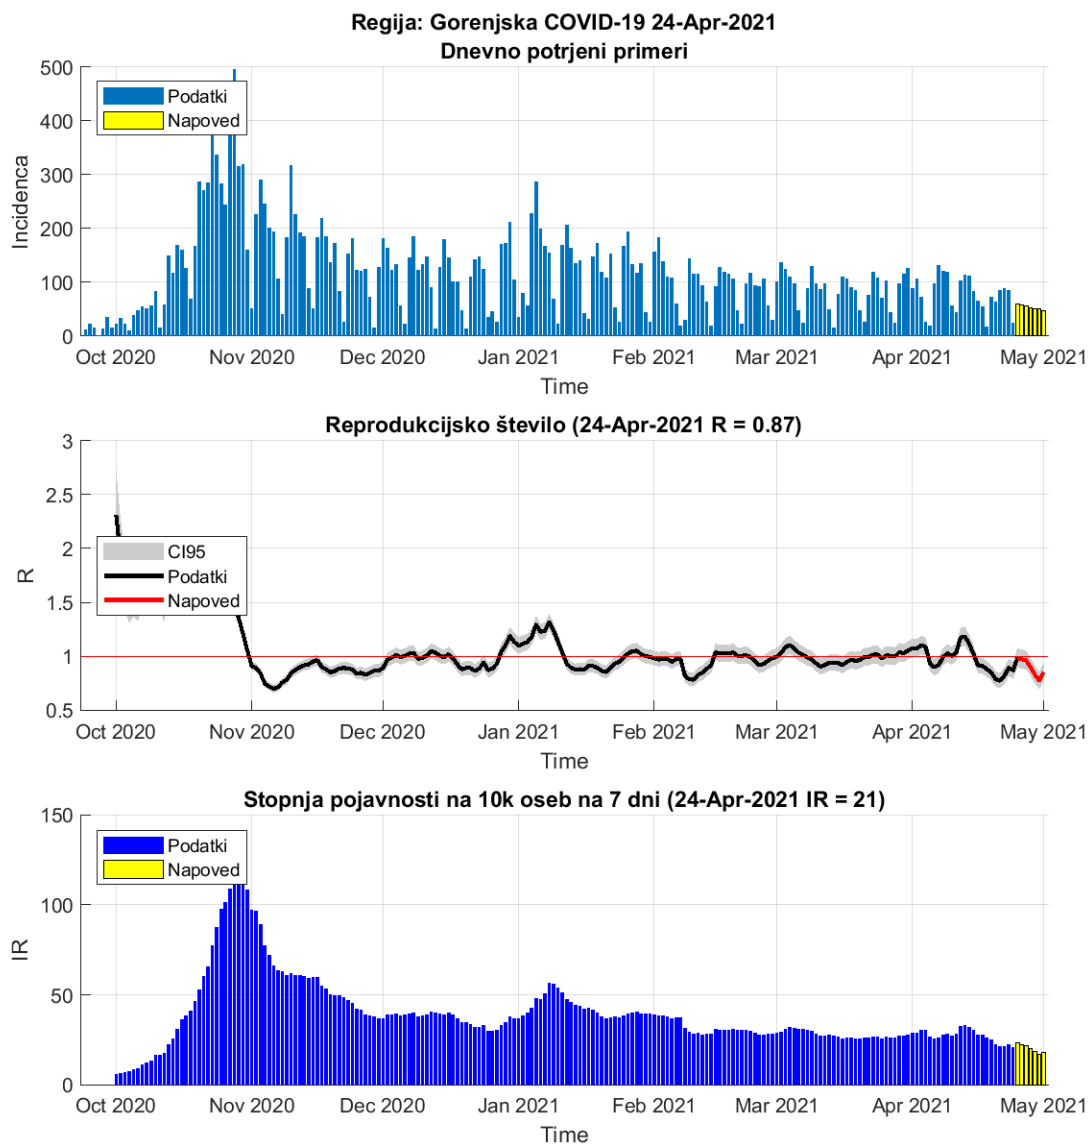 Regija: Gorenjska COVID-19 24-Apr-2021
Dnevno potrjeni primeri
500
400
300
200
100
0
Incidenca
Podatki
Napoved
Oct 2020 Nov 2020 Dec 2020 Jan 2021 Feb 2021 Mar 2021 Apr 2021 May 2021
Time
Reprodukcijsko število (24-Apr-2021 R = 0.87)
3
2.5
2
1.5
1
0.5
R
CI95
Podatki
Napoved
Oct 2020 Nov 2020 Dec 2020 Jan 2021 Feb 2021 Mar 2021 Apr 2021 May 2021
Time
Stopnja pojavnosti na 10k oseb na 7 dni (24-Apr-2021 IR = 21)
150
100
50
0
IR
Podatki
Napoved
Oct 2020 Nov 2020 Dec 2020 Jan 2021 Feb 2021 Mar 2021 Apr 2021 May 2021
Time